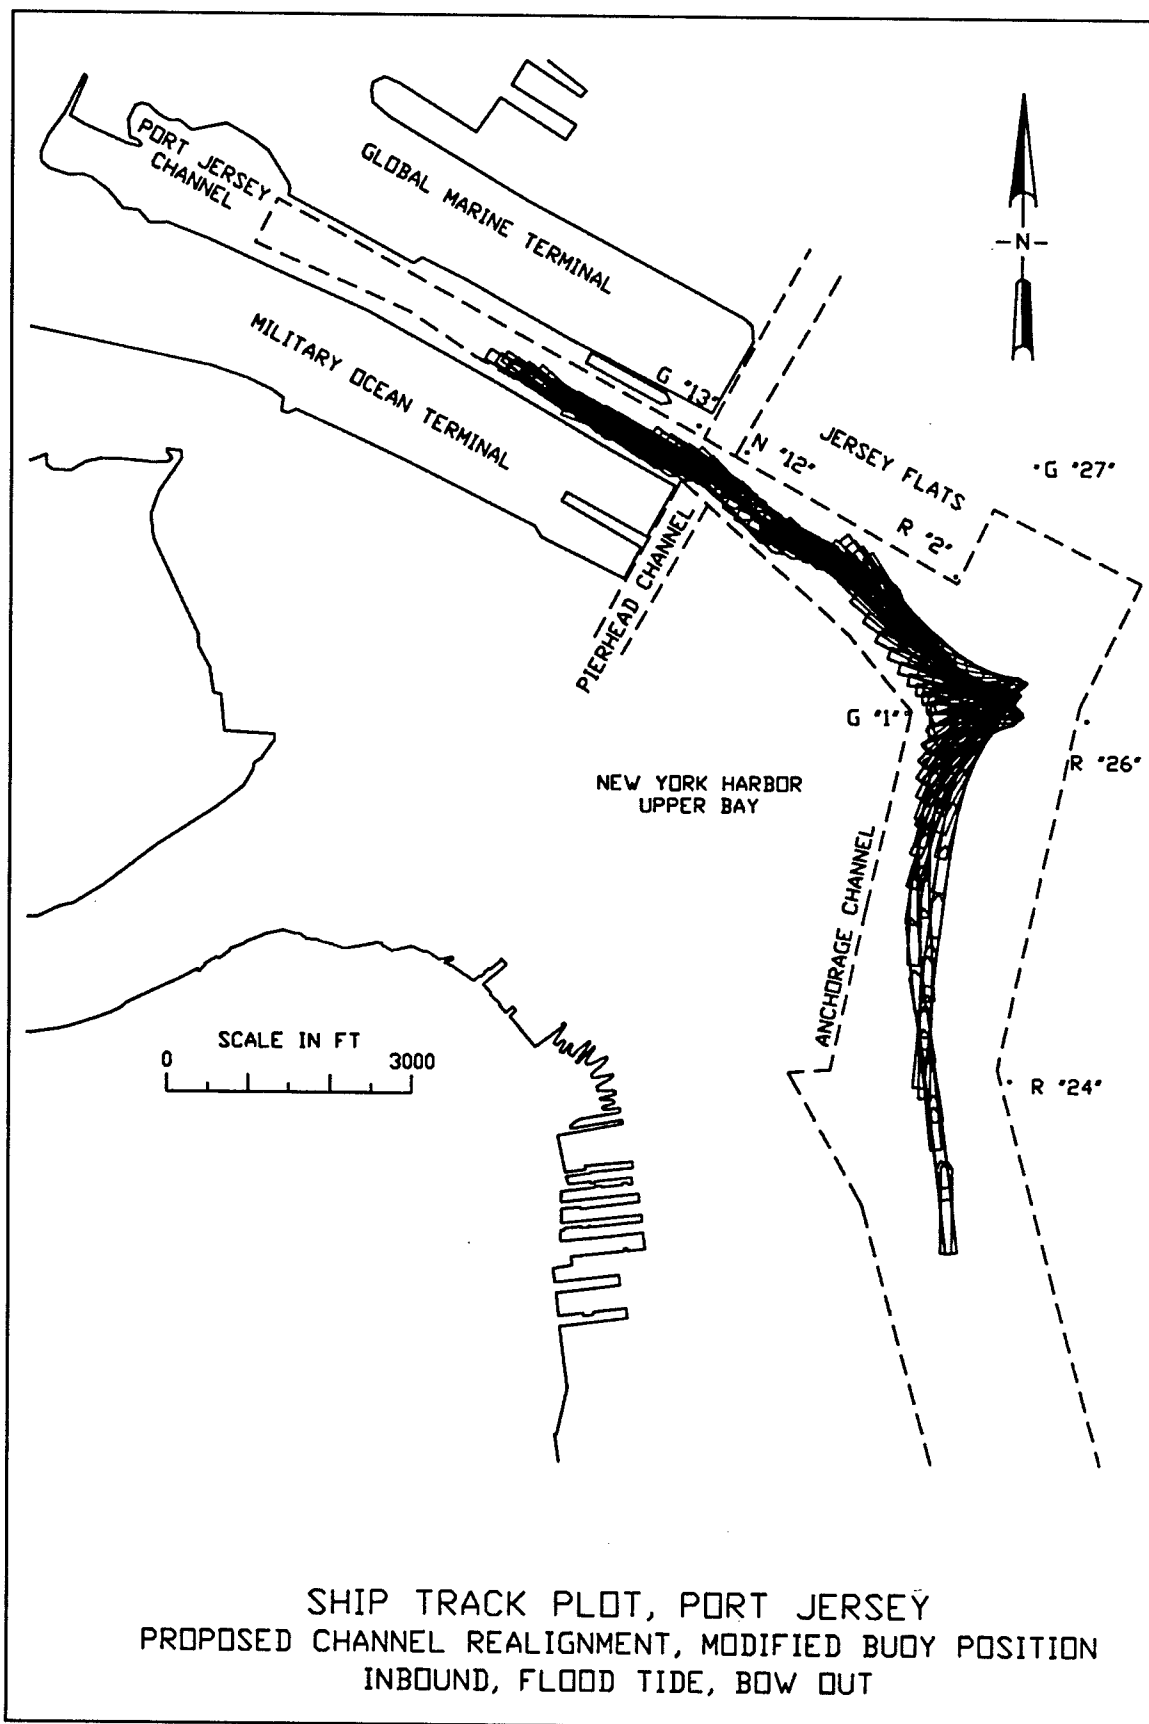 PORT JERSEY
CHANNEL
GLOBAL MARINE TERMINAL
-N-
MILITARY OCEAN TERMINAL
G "13"
N "12"
JERSEY FLATS
G "27"
R "2"
PIERHEAD CHANNEL
G "1"
R "26"
NEW YORK HARBOR
UPPER BAY
ANCHORAGE CHANNEL
SCALE IN FT
0 3000
R "24"
SHIP TRACK PLOT, PORT JERSEY
PROPOSED CHANNEL REALIGNMENT, MODIFIED BUOY POSITION
INBOUND, FLOOD TIDE, BOW OUT